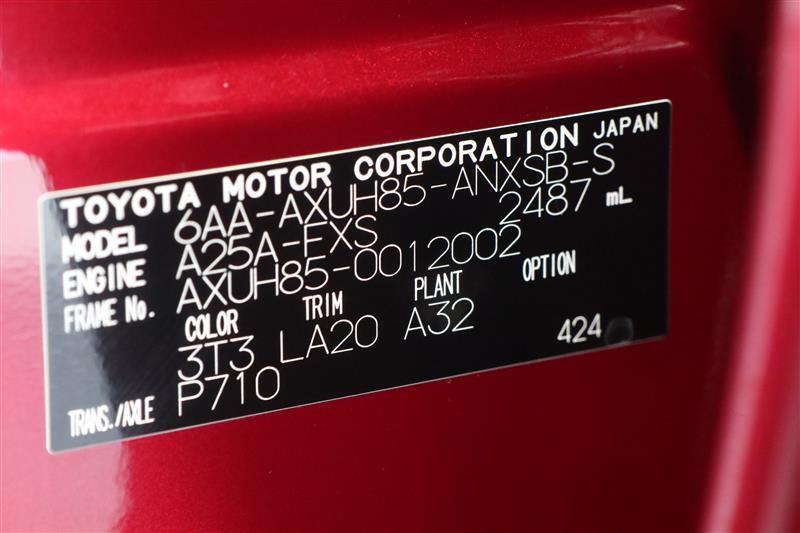 TOYOTA MOTOR CORPORATION JAPAN
MODEL 6AA-AXUH85-ANXSB-S
ENGINE A25A-FXS 2487 mL
FRAME No. AXUH85-0012002
COLOR TRIM PLANT OPTION
3T3 LA20 A32
TRANS./AXLE P710 424